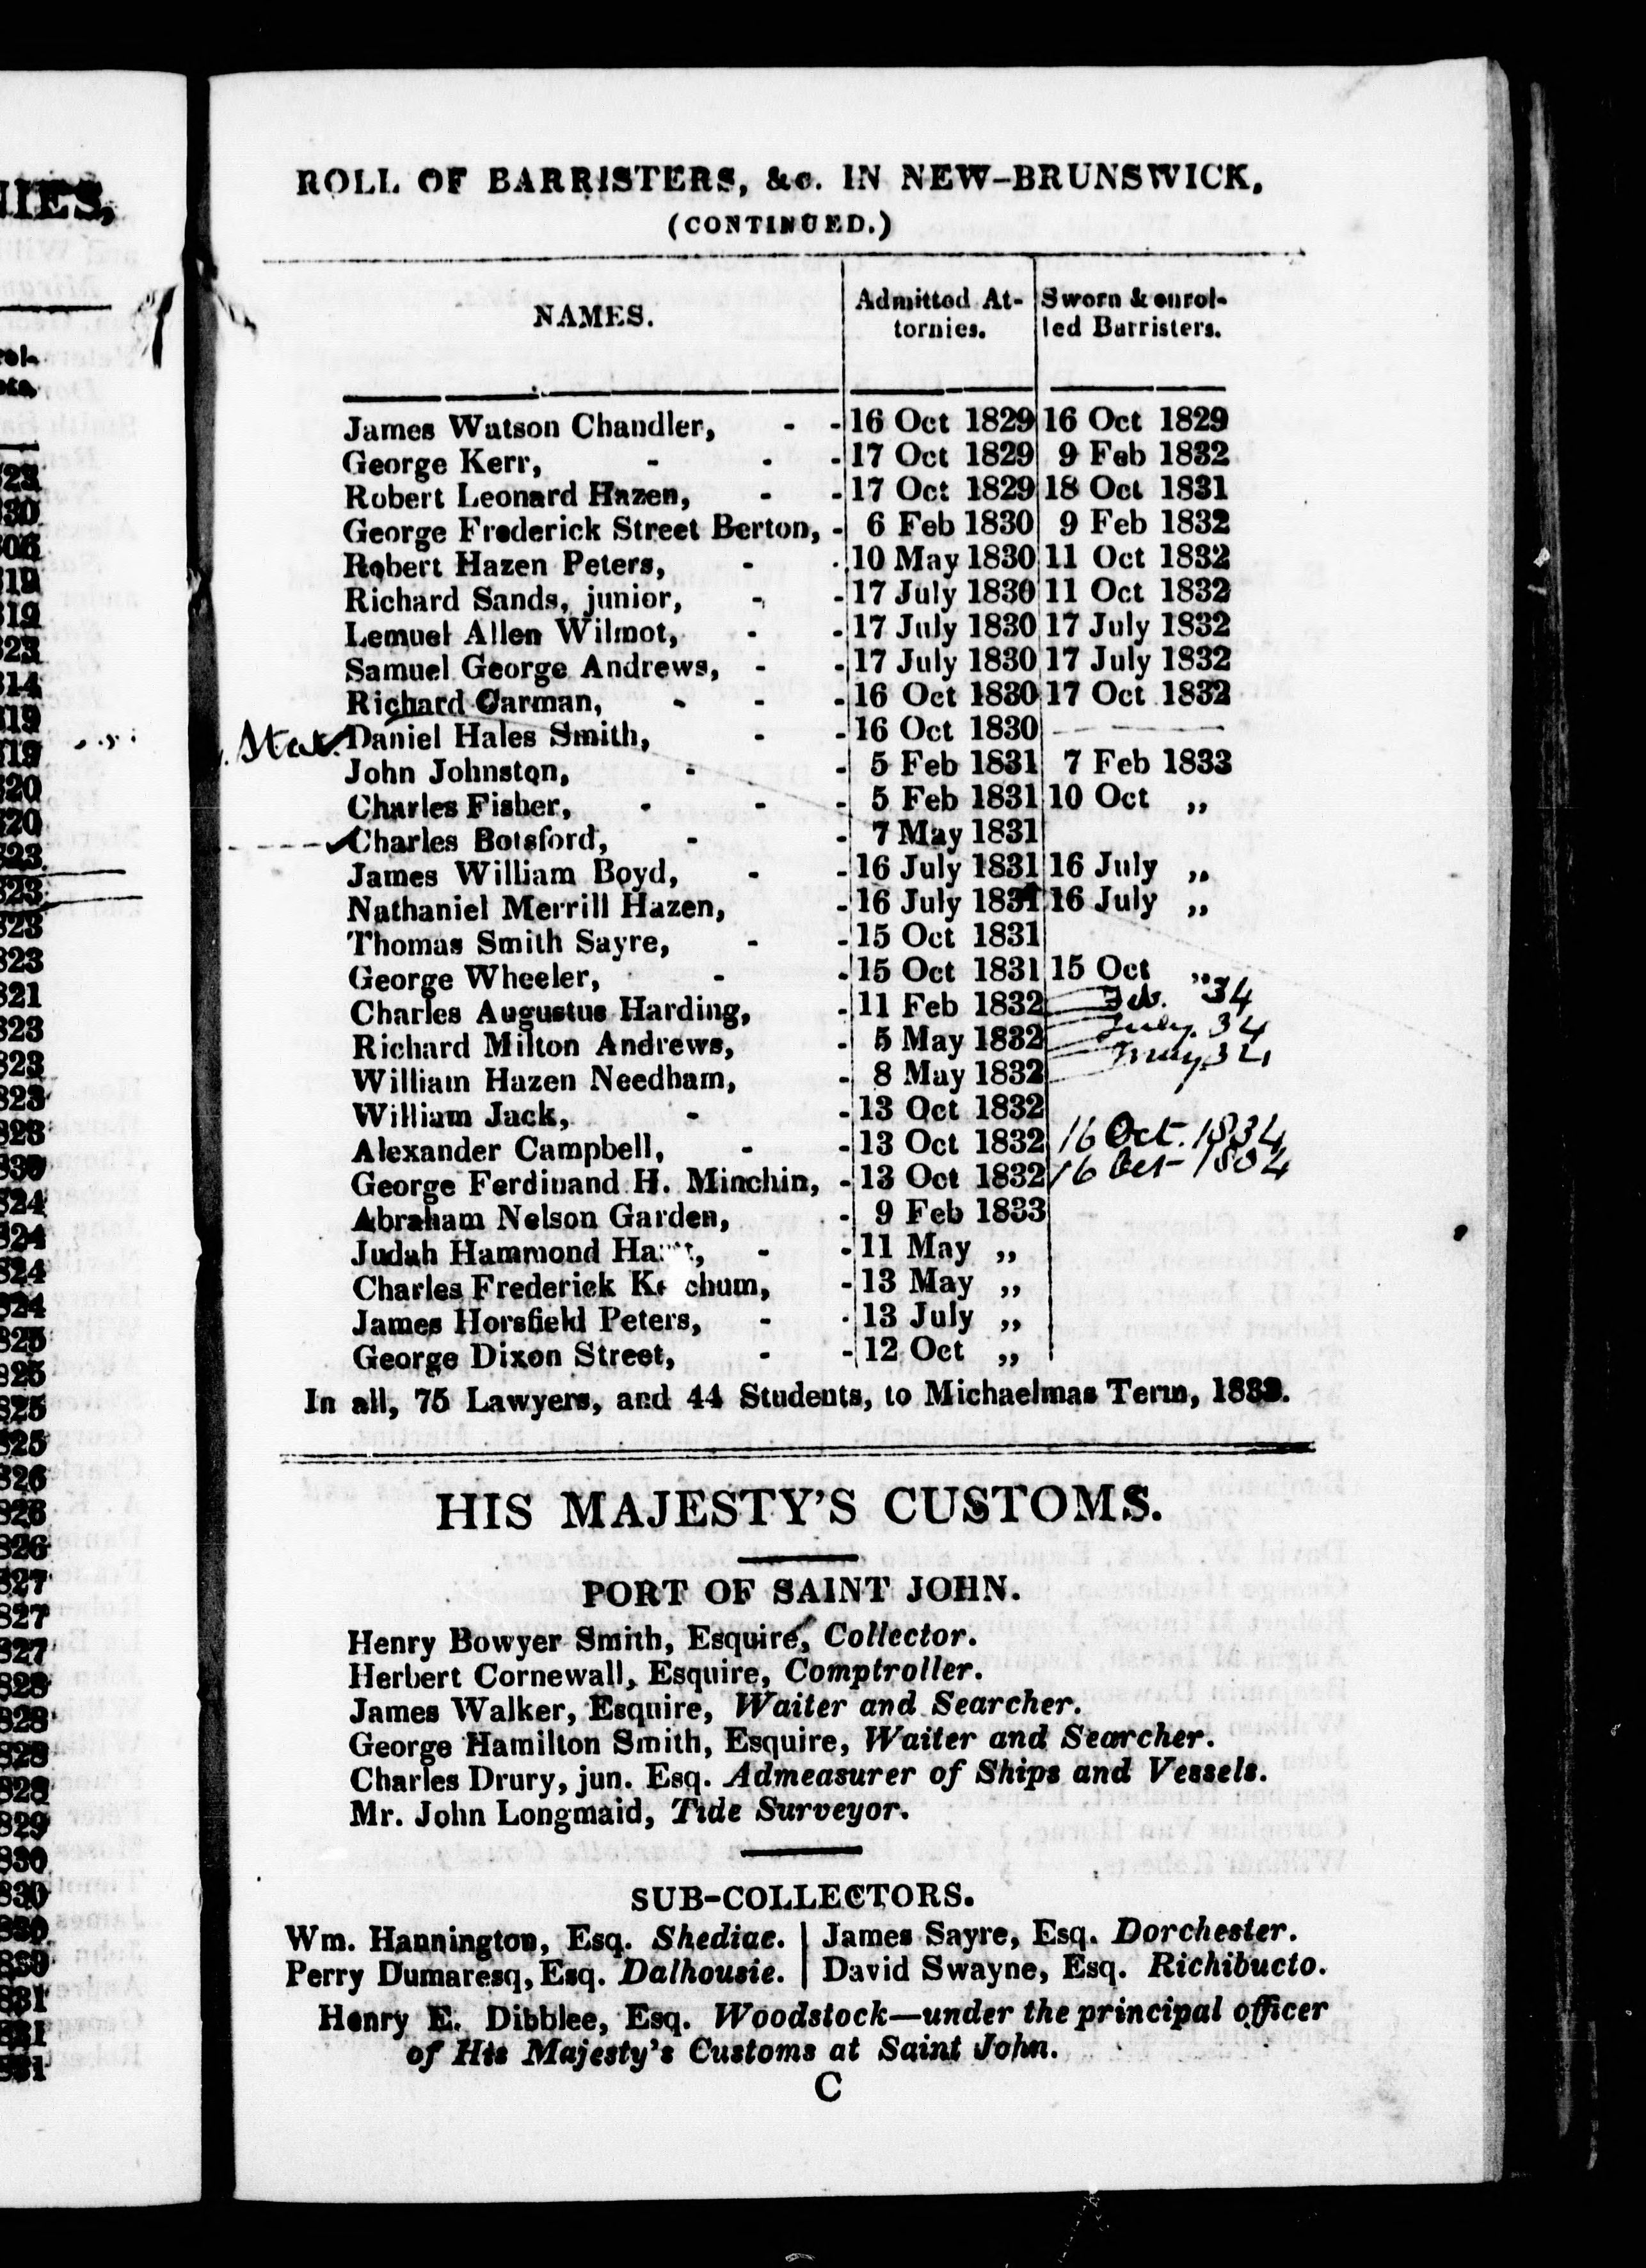 ROLL OF BARRISTERS, &c. IN NEW-BRUNSWICK,
(CONTINUED.)
NAMES. Admitted At- Sworn & enrol-
tornies. led Barristers.
James Watson Chandler, - - 16 Oct 1829 16 Oct 1829
George Kerr, - - - 17 Oct 1829 9 Feb 1832
Robert Leonard Hazen, - - 17 Oct 1829 18 Oct 1831
George Frederick Street Berton, - 6 Feb 1830 9 Feb 1832
Robert Hazen Peters, - - 10 May 1830 11 Oct 1832
Richard Sands, junior, - - 17 July 1830 11 Oct 1832
Lemuel Allen Wilmot, - - 17 July 1830 17 July 1832
Samuel George Andrews, - - 17 July 1830 17 July 1832
Richard Carman, - - - 16 Oct 1830 17 Oct 1832
Daniel Hales Smith, - - 16 Oct 1830 — — —
John Johnston, - - 5 Feb 1831 7 Feb 1833
Charles Fisher, - - - 5 Feb 1831 10 Oct „
Charles Botsford, - - 7 May 1831
James William Boyd, - - 16 July 1831 16 July „
Nathaniel Merrill Hazen, - 16 July 1831 16 July „
Thomas Smith Sayre, - - 15 Oct 1831
George Wheeler, - - 15 Oct 1831 15 Oct „
Charles Augustus Harding, - 11 Feb 1832 Feb. "34
Richard Milton Andrews, - 5 May 1832 July. 34
William Hazen Needham, - 8 May 1832 May 34
William Jack, - - 13 Oct 1832
Alexander Campbell, - - 13 Oct 1832 16 Oct. 1834
George Ferdinand H. Minchin, - 13 Oct 1832 16 Oct 1834
Abraham Nelson Garden, - 9 Feb 1833
Judah Hammond - - 11 May „
Charles Frederick K chum, - 13 May „
James Horsfield Peters, - - 13 July „
George Dixon Street, - - 12 Oct „
In all, 75 Lawyers, and 44 Students, to Michaelmas Term, 1833.
HIS MAJESTY'S CUSTOMS.
PORT OF SAINT JOHN.
Henry Bowyer Smith, Esquire, Collector.
Herbert Cornewall, Esquire, Comptroller.
James Walker, Esquire, Waiter and Searcher.
George Hamilton Smith, Esquire, Waiter and Searcher.
Charles Drury, jun. Esq. Admeasurer of Ships and Vessels.
Mr. John Longmaid, Tide Surveyor.
SUB-COLLECTORS.
Wm. Hannington, Esq. Shediac. James Sayre, Esq. Dorchester.
Perry Dumaresq, Esq. Dalhousie. David Swayne, Esq. Richibucto.
Henry E. Dibblee, Esq. Woodstock—under the principal officer
of His Majesty's Customs at Saint John.
C